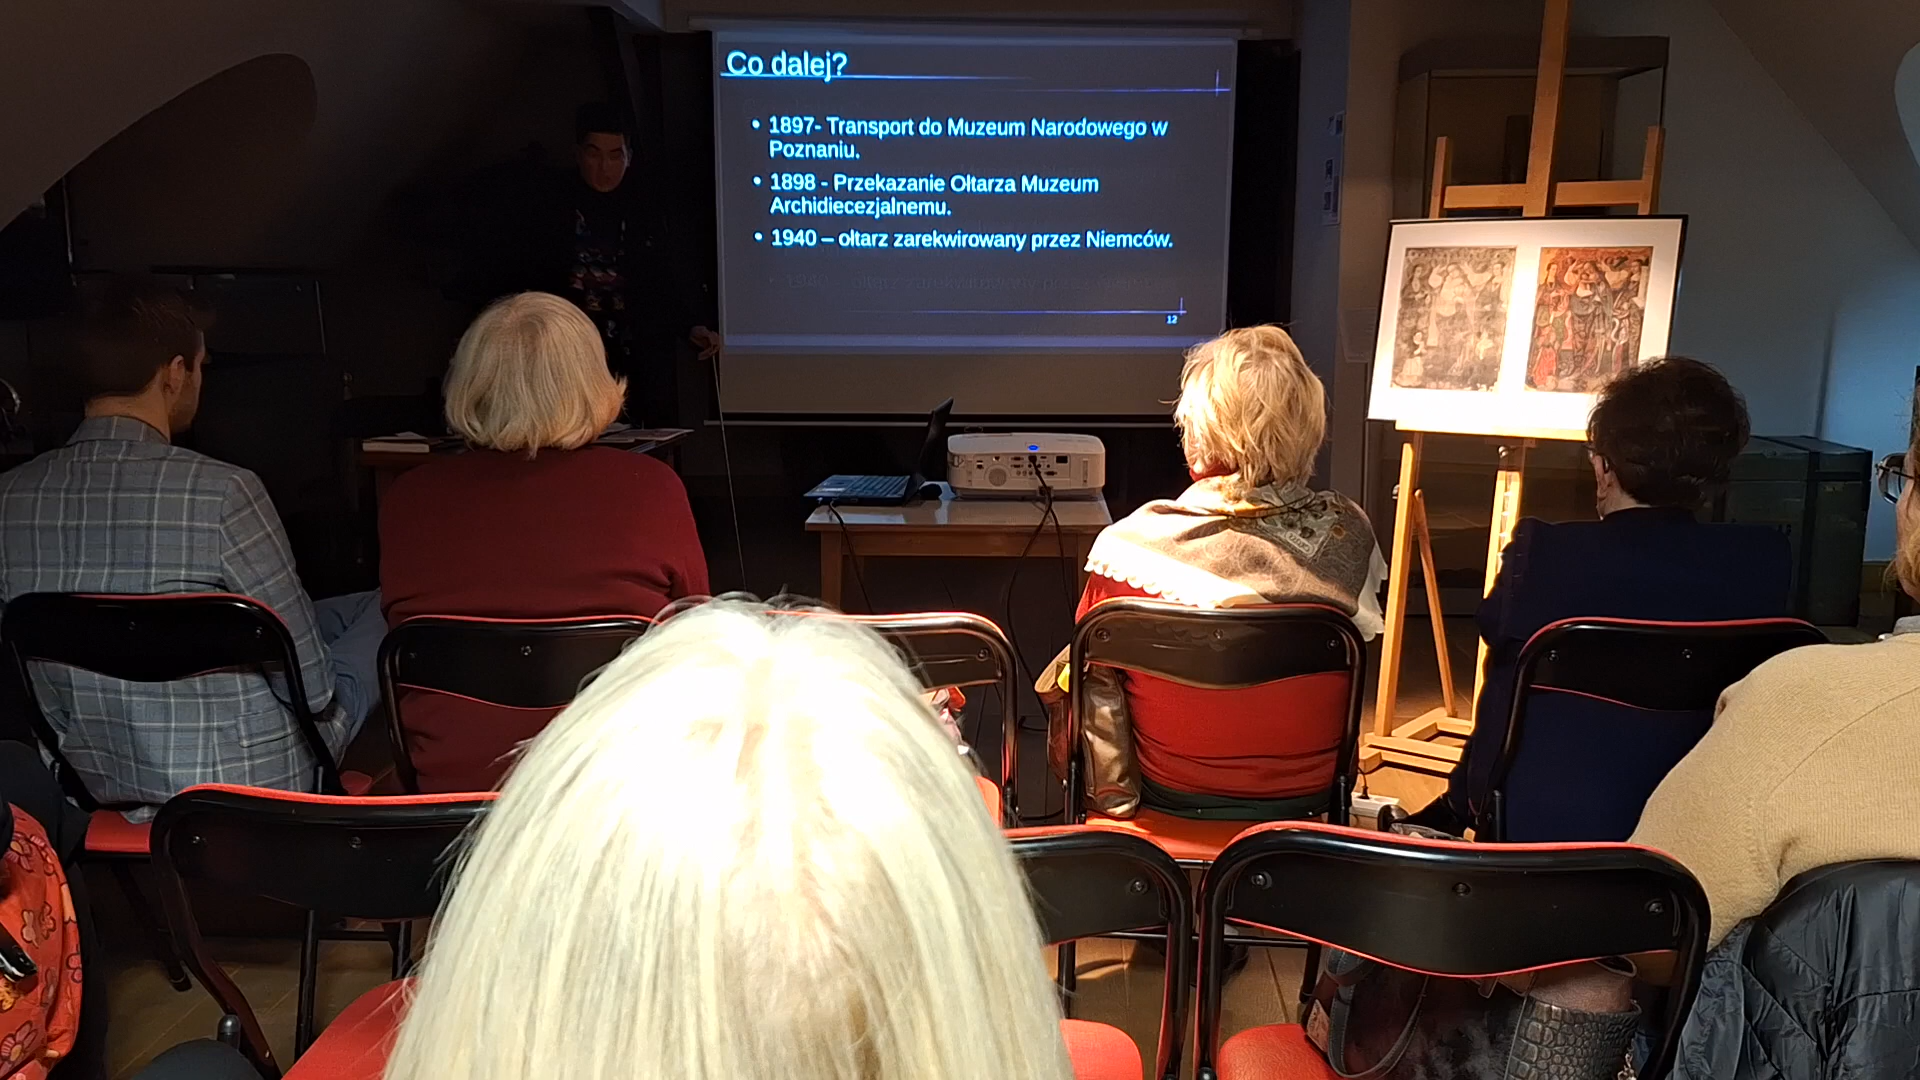 Co dalej?
• 1897- Transport do Muzeum Narodowego w
Poznaniu.
• 1898 - Przekazanie Ołtarza Muzeum
Archidiecezjalnemu.
• 1940 – ołtarz zarekwirowany przez Niemców.
12